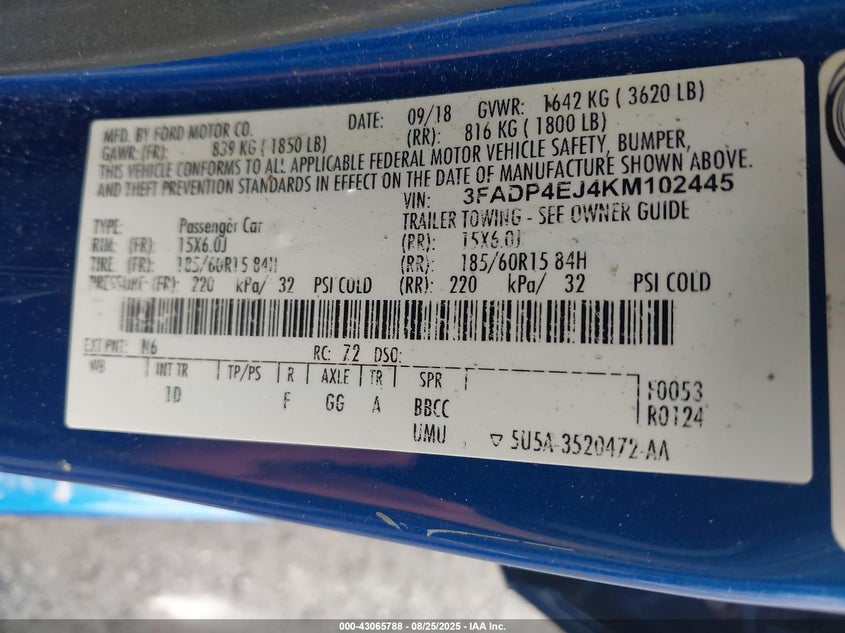 MFD. BY FORD MOTOR CO. DATE: 09/18 GVWR: 1642 KG ( 3620 LB)
GAWR: (FR): 839 KG ( 1850 LB) (RR): 816 KG ( 1800 LB)
THIS VEHICLE CONFORMS TO ALL APPLICABLE FEDERAL MOTOR VEHICLE SAFETY, BUMPER,
AND THEFT PREVENTION STANDARDS IN EFFECT ON THE DATE OF MANUFACTURE SHOWN ABOVE.
VIN: 3FADP4EJ4KM102445
TYPE: Passenger Car TRAILER TOWING - SEE OWNER GUIDE
RIM: (FR): 15X6.0J (RR): 15X6.0J
TIRE: (FR): 185/60R15 84H (RR): 185/60R15 84H
PRESSURE: (FR): 220 kPa/ 32 PSI COLD (RR): 220 kPa/ 32 PSI COLD
EXT PNT: N6 RC: 72 DSO:
WB INT TR TP/PS R AXLE TR SPR F0053
1D F GG A BBCC R0124
UMU ▽ 5U5A-3520472-AA
000-43065788 - 08/25/2025 - IAA Inc.